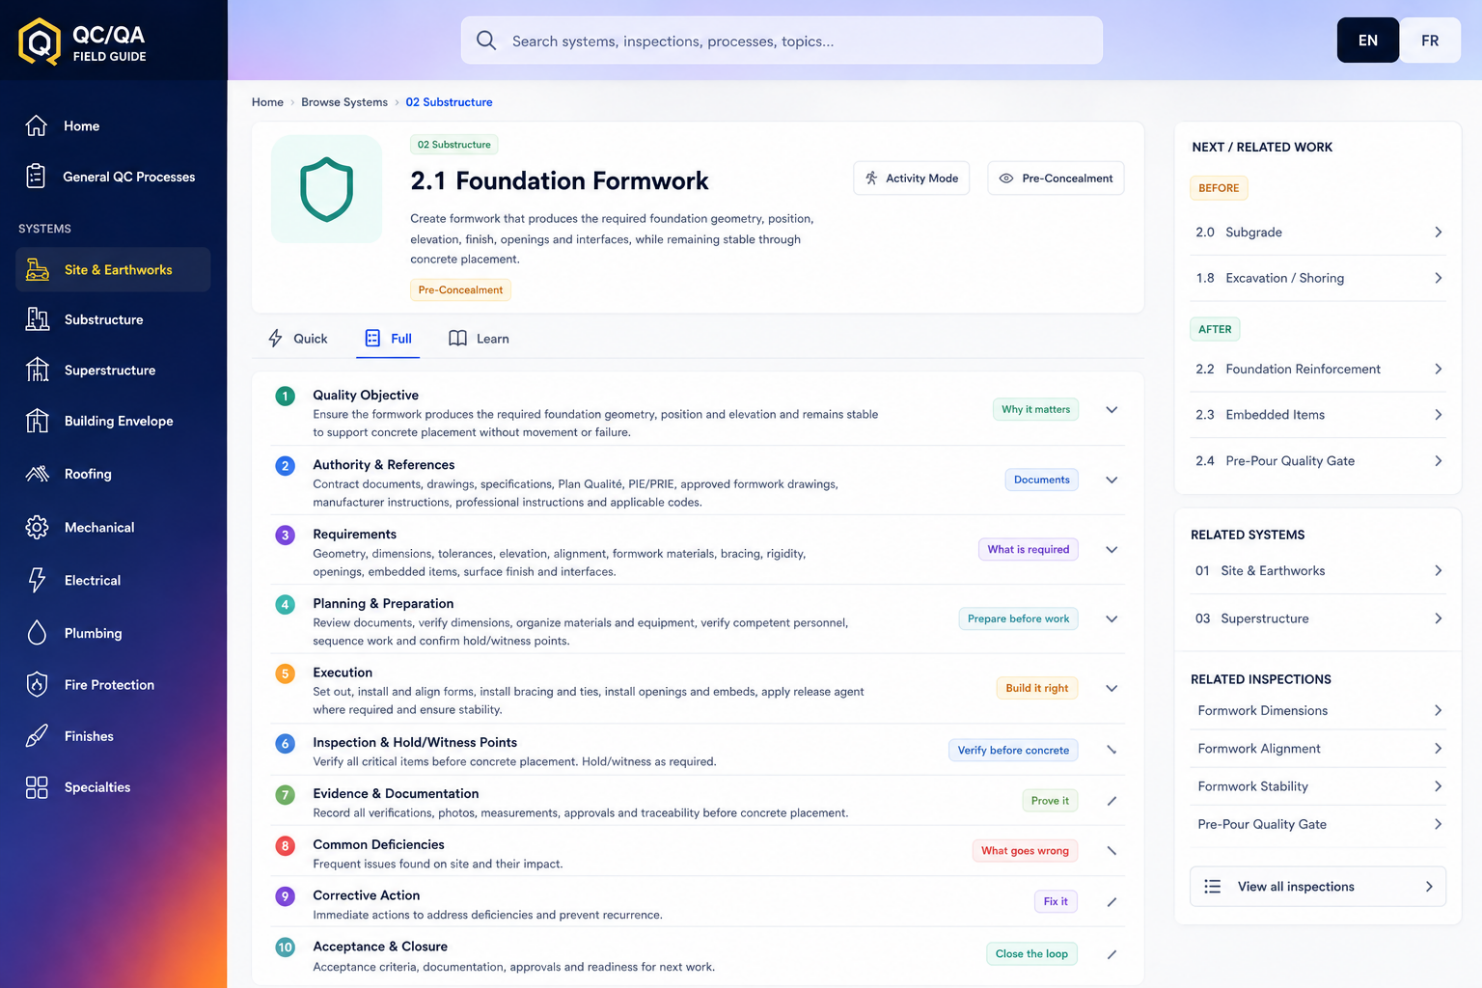 QC/QA
FIELD GUIDE
Search systems, inspections, processes, topics...
EN
FR
Home
General QC Processes
SYSTEMS
Site & Earthworks
Substructure
Superstructure
Building Envelope
Roofing
Mechanical
Electrical
Plumbing
Fire Protection
Finishes
Specialties
Home › Browse Systems › 02 Substructure
02 Substructure
2.1 Foundation Formwork
Create formwork that produces the required foundation geometry, position,
elevation, finish, openings and interfaces, while remaining stable through
concrete placement.
Pre-Concealment
Activity Mode
Pre-Concealment
Quick
Full
Learn
1 Quality Objective
Ensure the formwork produces the required foundation geometry, position and elevation and remains stable
to support concrete placement without movement or failure.
Why it matters
2 Authority & References
Contract documents, drawings, specifications, Plan Qualité, PIE/PRIE, approved formwork drawings,
manufacturer instructions, professional instructions and applicable codes.
Documents
3 Requirements
Geometry, dimensions, tolerances, elevation, alignment, formwork materials, bracing, rigidity,
openings, embedded items, surface finish and interfaces.
What is required
4 Planning & Preparation
Review documents, verify dimensions, organize materials and equipment, verify competent personnel,
sequence work and confirm hold/witness points.
Prepare before work
5 Execution
Set out, install and align forms, install bracing and ties, install openings and embeds, apply release agent
where required and ensure stability.
Build it right
6 Inspection & Hold/Witness Points
Verify all critical items before concrete placement. Hold/witness as required.
Verify before concrete
7 Evidence & Documentation
Record all verifications, photos, measurements, approvals and traceability before concrete placement.
Prove it
8 Common Deficiencies
Frequent issues found on site and their impact.
What goes wrong
9 Corrective Action
Immediate actions to address deficiencies and prevent recurrence.
Fix it
10 Acceptance & Closure
Acceptance criteria, documentation, approvals and readiness for next work.
Close the loop
NEXT / RELATED WORK
BEFORE
2.0 Subgrade
1.8 Excavation / Shoring
AFTER
2.2 Foundation Reinforcement
2.3 Embedded Items
2.4 Pre-Pour Quality Gate
RELATED SYSTEMS
01 Site & Earthworks
03 Superstructure
RELATED INSPECTIONS
Formwork Dimensions
Formwork Alignment
Formwork Stability
Pre-Pour Quality Gate
View all inspections